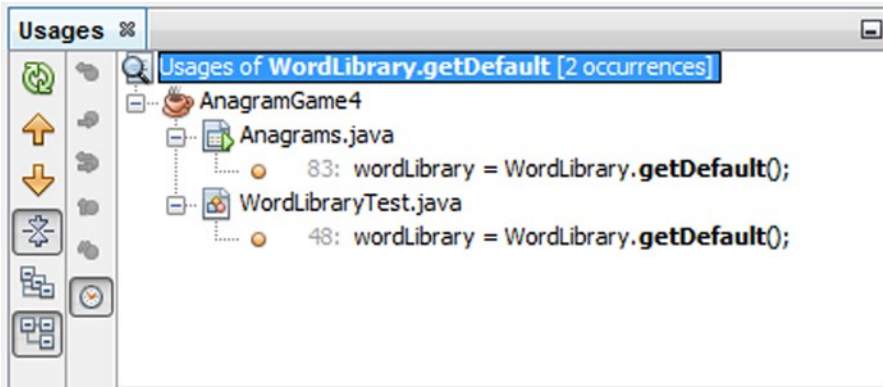 Usages
Usages of WordLibrary.getDefault [2 occurrences]
AnagramGame4
Anagrams.java
83: wordLibrary = WordLibrary.getDefault();
WordLibraryTest.java
48: wordLibrary = WordLibrary.getDefault();